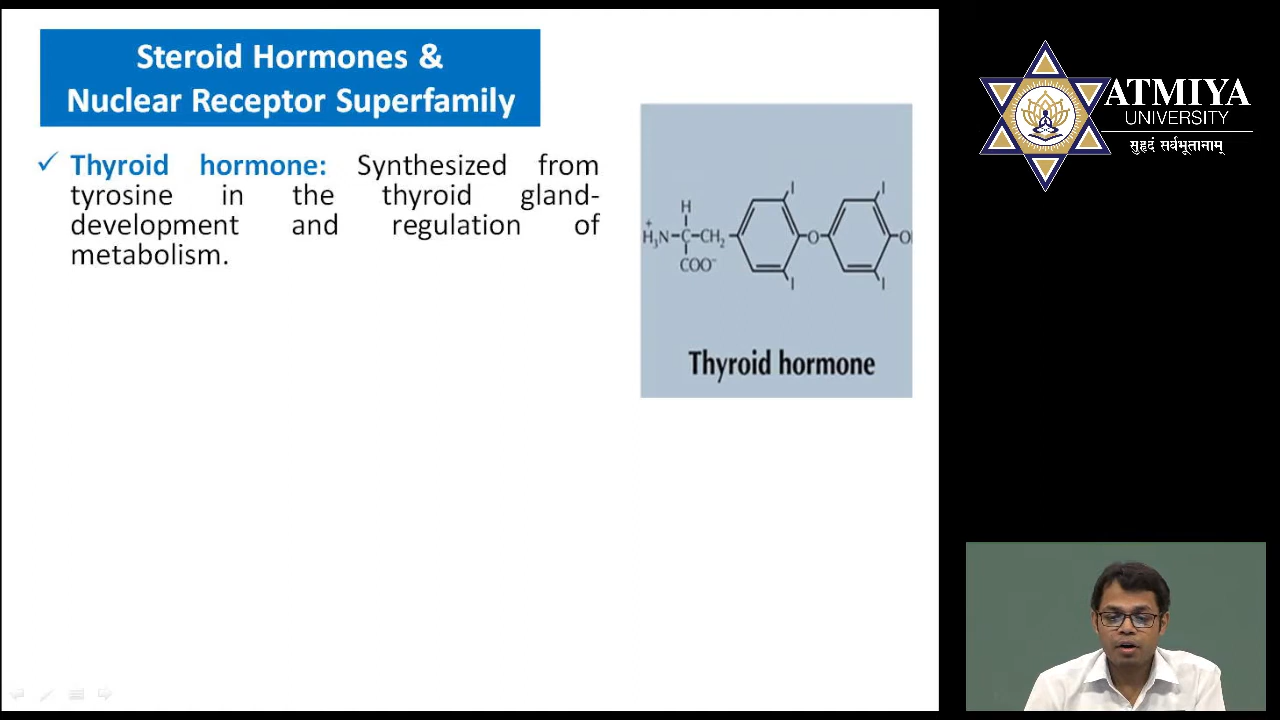 Steroid Hormones &
Nuclear Receptor Superfamily
✓ Thyroid hormone: Synthesized from
tyrosine in the thyroid gland-
development and regulation of
metabolism.
H
I
I
+
H₃N–C–CH₂
O
O
COO⁻
I
I
Thyroid hormone
ATMIYA
UNIVERSITY
सुहृदं सर्वभूतानाम्